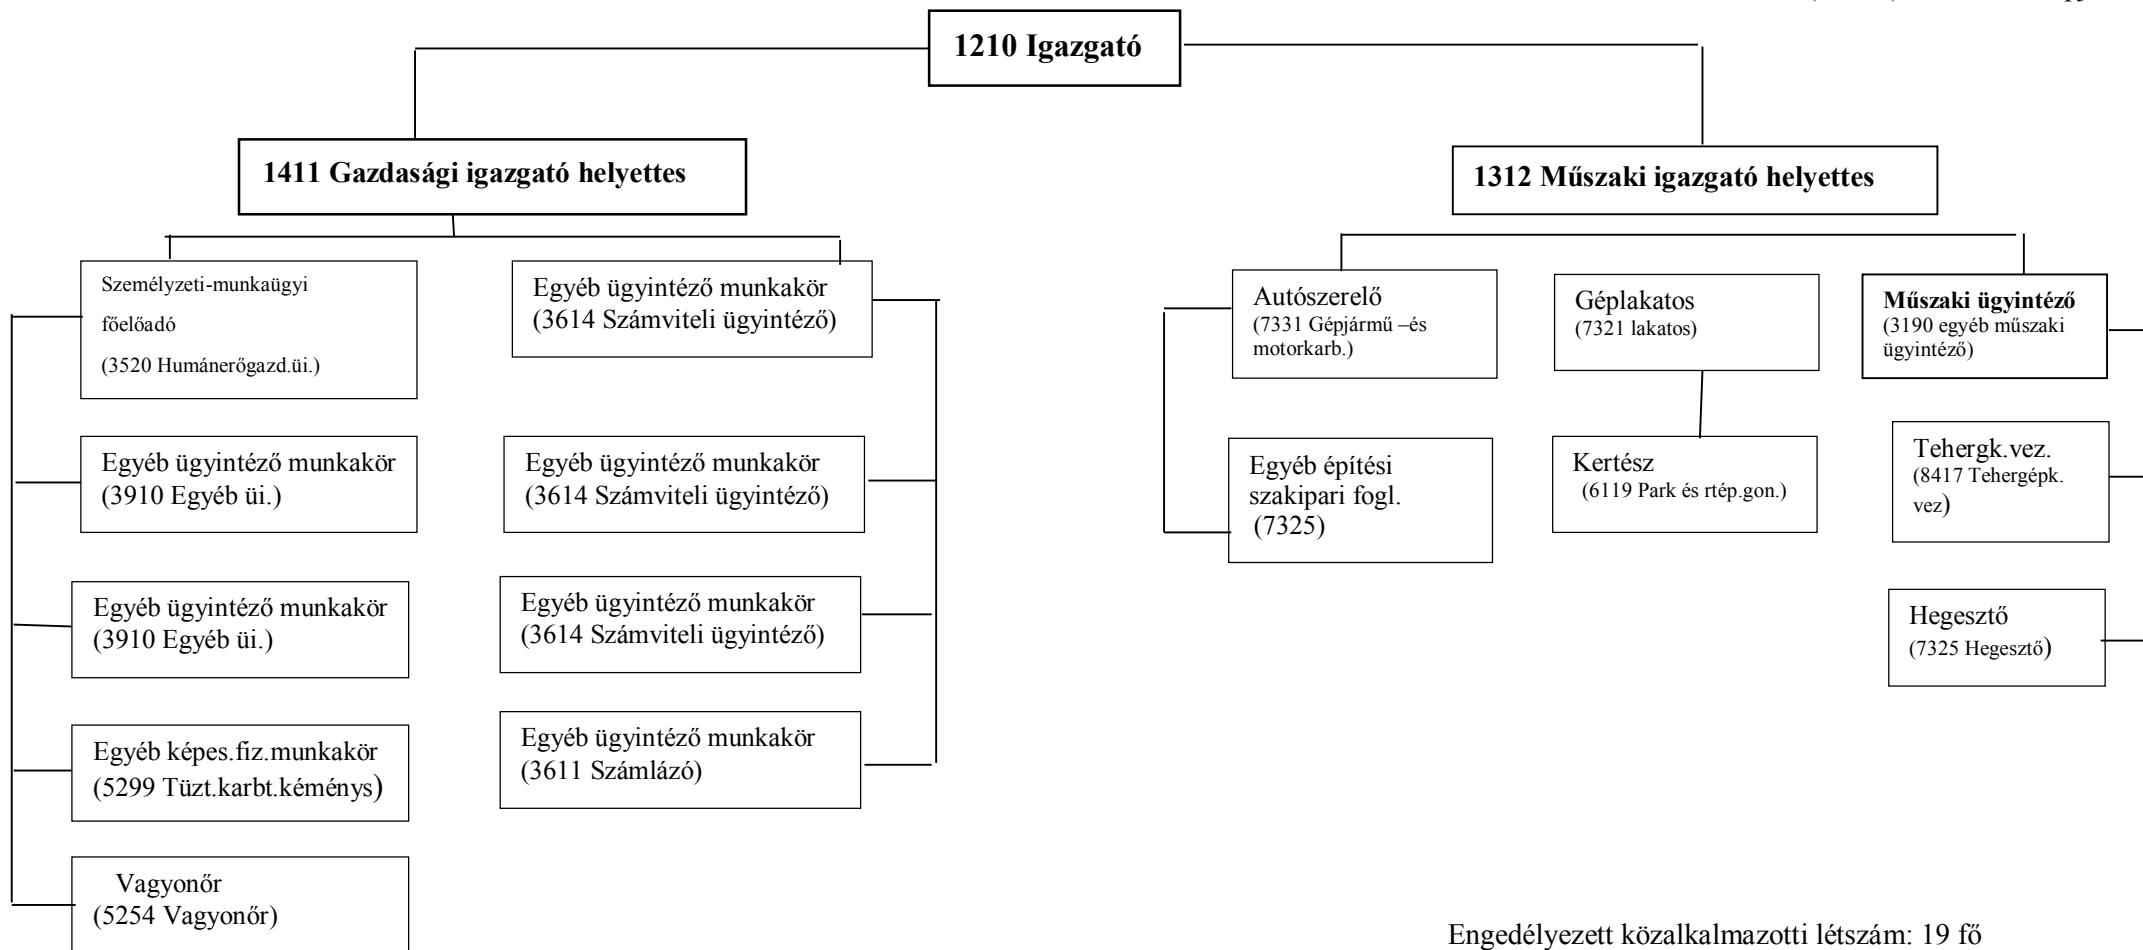 1210 Igazgató
1411 Gazdasági igazgató helyettes
1312 Műszaki igazgató helyettes
Személyzeti-munkaügyi
főelőadó
(3520 Humánerőgazd.üi.)
Egyéb ügyintéző munkakör
(3910 Egyéb üi.)
Egyéb ügyintéző munkakör
(3910 Egyéb üi.)
Egyéb képes.fiz.munkakör
(5299 Tüzt.karbt.kéménys)
Vagyonőr
(5254 Vagyonőr)
Egyéb ügyintéző munkakör
(3614 Számviteli ügyintéző)
Egyéb ügyintéző munkakör
(3614 Számviteli ügyintéző)
Egyéb ügyintéző munkakör
(3614 Számviteli ügyintéző)
Egyéb ügyintéző munkakör
(3611 Számlázó)
Autószerelő
(7331 Gépjármű –és
motorkarb.)
Egyéb építési
szakipari fogl.
(7325)
Géplakatos
(7321 lakatos)
Kertész
(6119 Park és rtép.gon.)
Műszaki ügyintéző
(3190 egyéb műszaki
ügyintéző)
Tehergk.vez.
(8417 Tehergépk.
vez)
Hegesztő
(7325 Hegesztő)
Engedélyezett közalkalmazotti létszám: 19 fő